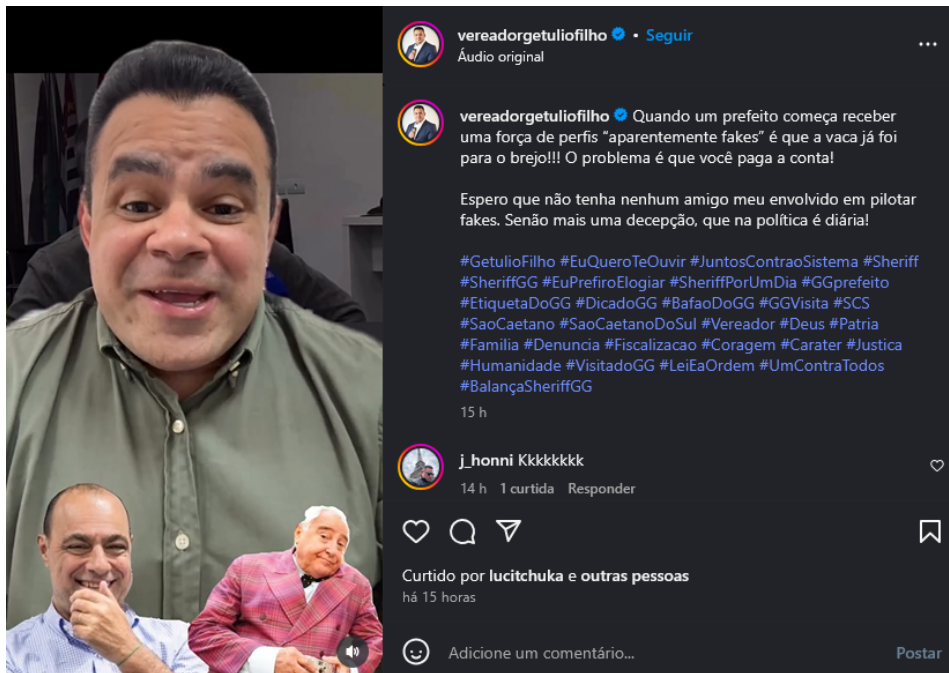 vereadorgetuliofilho • Seguir
Áudio original
vereadorgetuliofilho Quando um prefeito começa receber
uma força de perfis “aparentemente fakes” é que a vaca já foi
para o brejo!!! O problema é que você paga a conta!
Espero que não tenha nenhum amigo meu envolvido em pilotar
fakes. Senão mais uma decepção, que na política é diária!
#GetulioFilho #EuQueroTeOuvir #JuntosContraoSistema #Sheriff
#SheriffGG #EuPrefiroElogiar #SheriffPorUmDia #GGprefeito
#EtiquetaDoGG #DicadoGG #BafaoDoGG #GGVisita #SCS
#SaoCaetano #SaoCaetanoDoSul #Vereador #Deus #Patria
#Familia #Denuncia #Fiscalizacao #Coragem #Carater #Justica
#Humanidade #VisitadoGG #LeiEaOrdem #UmContraTodos
#BalançaSheriffGG
15 h
j_honni Kkkkkkkk
14 h 1 curtida Responder
Curtido por lucitchuka e outras pessoas
há 15 horas
Adicione um comentário...
Postar